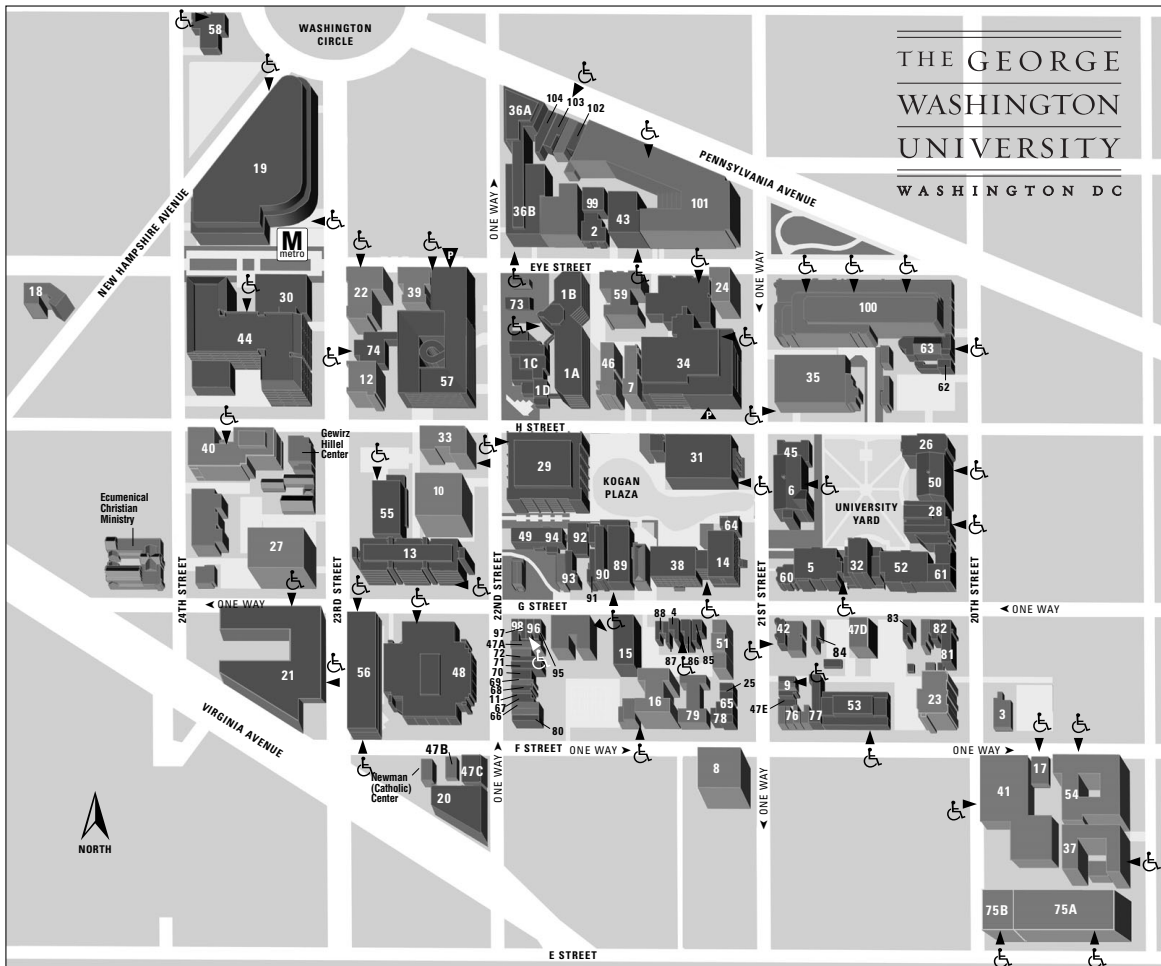 58
WASHINGTON
CIRCLE
THE GEORGE
WASHINGTON
UNIVERSITY
WASHINGTON DC
104
103
102
36A
19
PENNSYLVANIA AVENUE
NEW HAMPSHIRE AVENUE
ONE WAY
36B
99
2
43
101
M
metro
P
EYE STREET
ONE WAY
18
30
44
22
39
74
12
57
73
1B
1C
1D
1A
59
46
7
34
24
P
100
63
62
35
H STREET
40
Gewirz
Hillel
Center
33
10
55
13
29
KOGAN
PLAZA
31
45
6
UNIVERSITY
YARD
26
50
28
Ecumenical
Christian
Ministry
27
49
94
92
93
90
91
89
38
64
14
60
5
32
52
61
24TH STREET
23RD STREET
22ND STREET
21ST STREET
20TH STREET
ONE WAY
G STREET
ONE WAY
21
56
48
98
96
97
47A
72
71
70
69
68
11
67
66
95
80
15
88
4
87
86
85
51
25
65
78
16
79
42
84
47D
83
82
81
9
47E
76
77
53
23
3
VIRGINIA AVENUE
F STREET
ONE WAY
ONE WAY
47B
47C
Newman
(Catholic)
Center
20
ONE WAY
8
ONE WAY
17
41
54
37
75B
75A
NORTH
E STREET